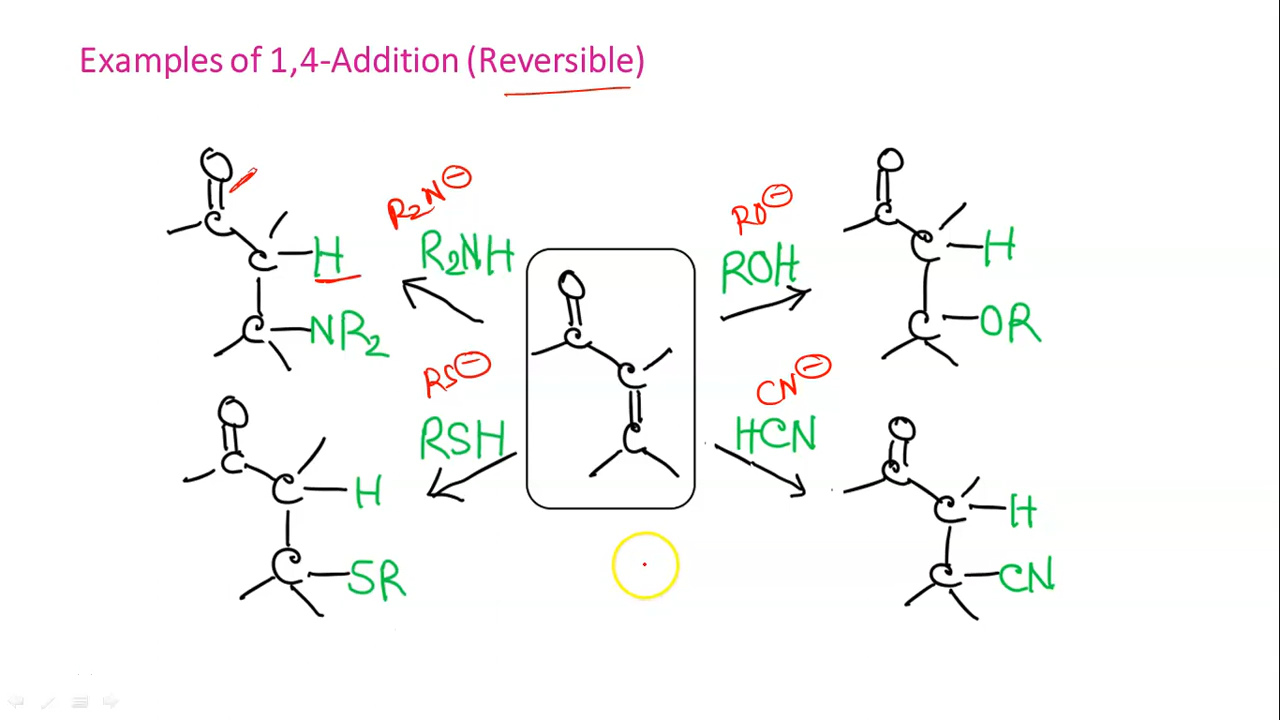 Examples of 1,4-Addition (Reversible)
O
C
C—H
C—NR2
R2N⊖
R2NH
RO⊖
ROH
O
C
C—H
C—OR
O
C
C
C
RS⊖
RSH
CN⊖
HCN
O
C
C—H
C—SR
O
C
C—H
C—CN